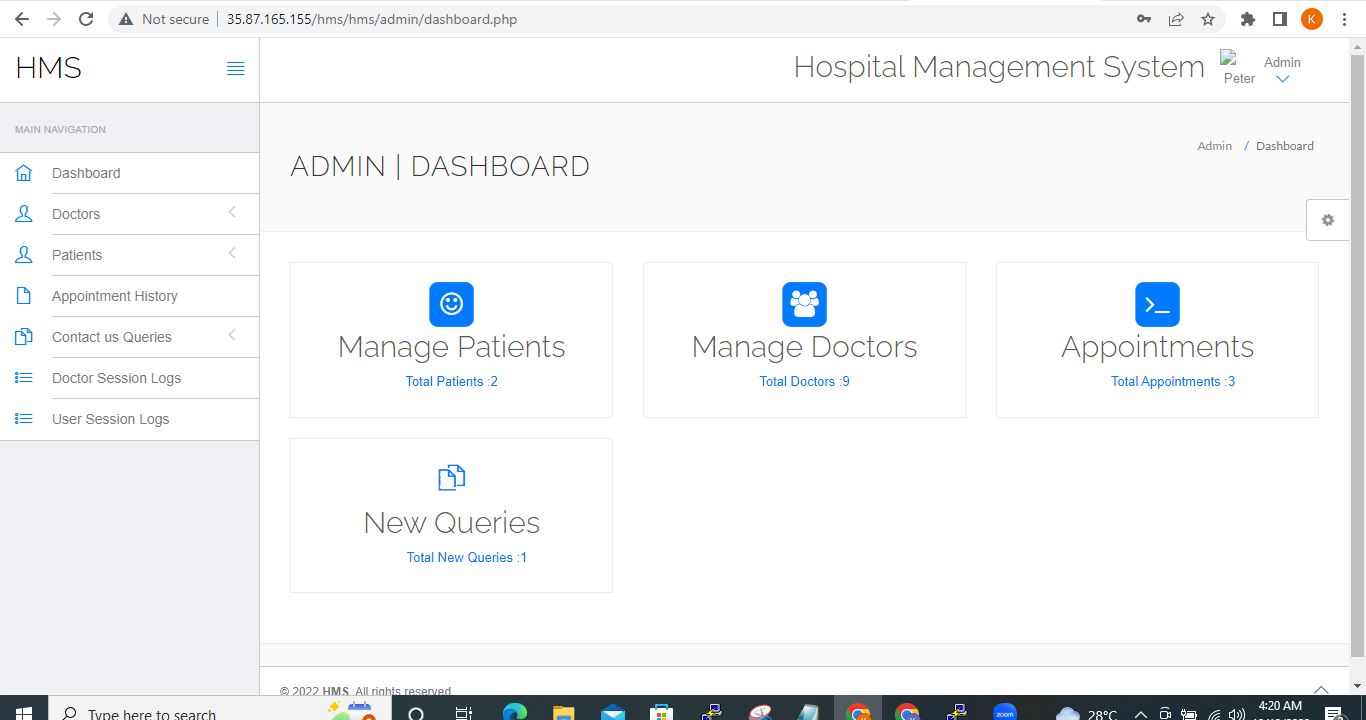 Not secure
35.87.165.155/hms/hms/admin/dashboard.php
K
HMS
Hospital Management System
Peter
Admin
MAIN NAVIGATION
Dashboard
Doctors
Patients
Appointment History
Contact us Queries
Doctor Session Logs
User Session Logs
ADMIN | DASHBOARD
Admin / Dashboard
Manage Patients
Total Patients :2
Manage Doctors
Total Doctors :9
Appointments
Total Appointments :3
New Queries
Total New Queries :1
© 2022 HMS. All rights reserved
Type here to search
zoom
28°C
4:20 AM